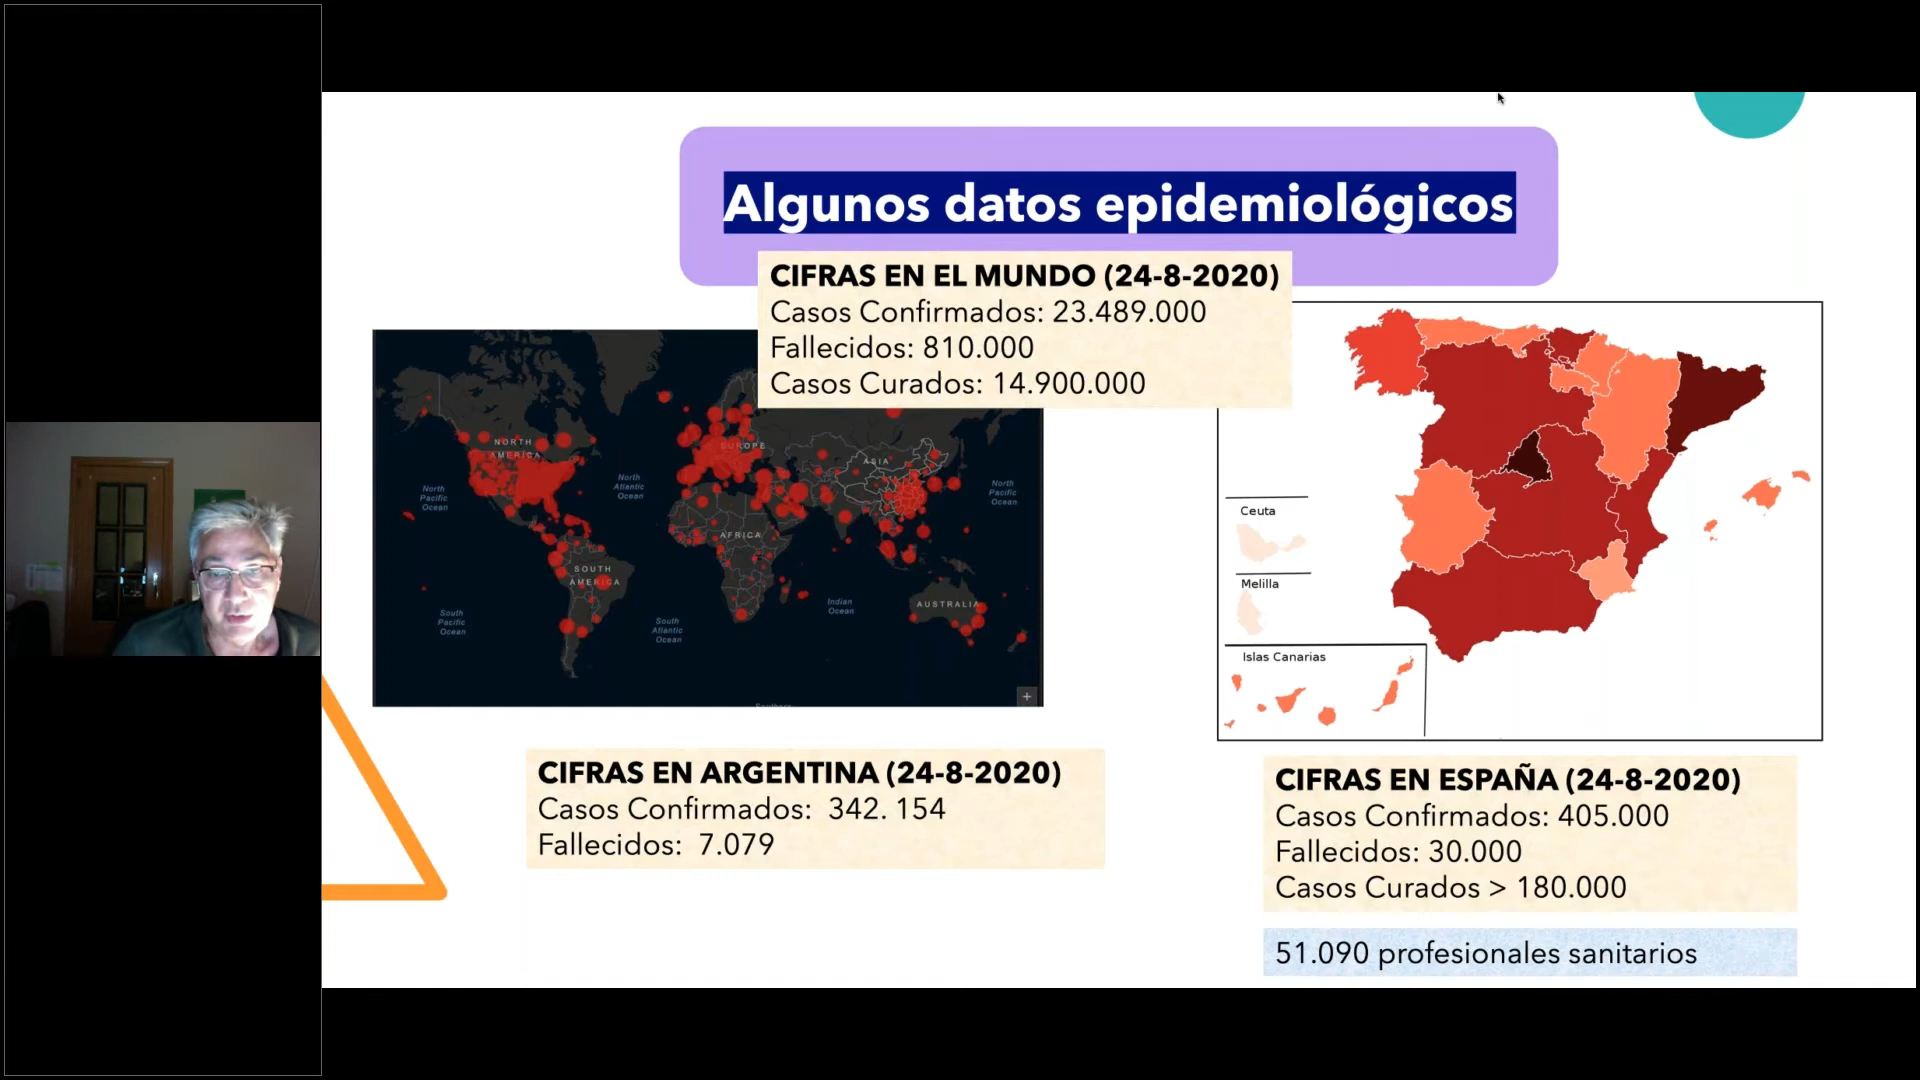 Algunos datos epidemiológicos
CIFRAS EN EL MUNDO (24-8-2020)
Casos Confirmados: 23.489.000
Fallecidos: 810.000
Casos Curados: 14.900.000
NORTH
AMERICA
EUROPE
ASIA
North
Pacific
Ocean
North
Atlantic
Ocean
North
Pacific
Ocean
AFRICA
SOUTH
AMERICA
AUSTRALIA
South
Pacific
Ocean
South
Atlantic
Ocean
Indian
Ocean
Ceuta
Melilla
Islas Canarias
CIFRAS EN ARGENTINA (24-8-2020)
Casos Confirmados:  342. 154
Fallecidos:  7.079
CIFRAS EN ESPAÑA (24-8-2020)
Casos Confirmados: 405.000
Fallecidos: 30.000
Casos Curados > 180.000
51.090 profesionales sanitarios